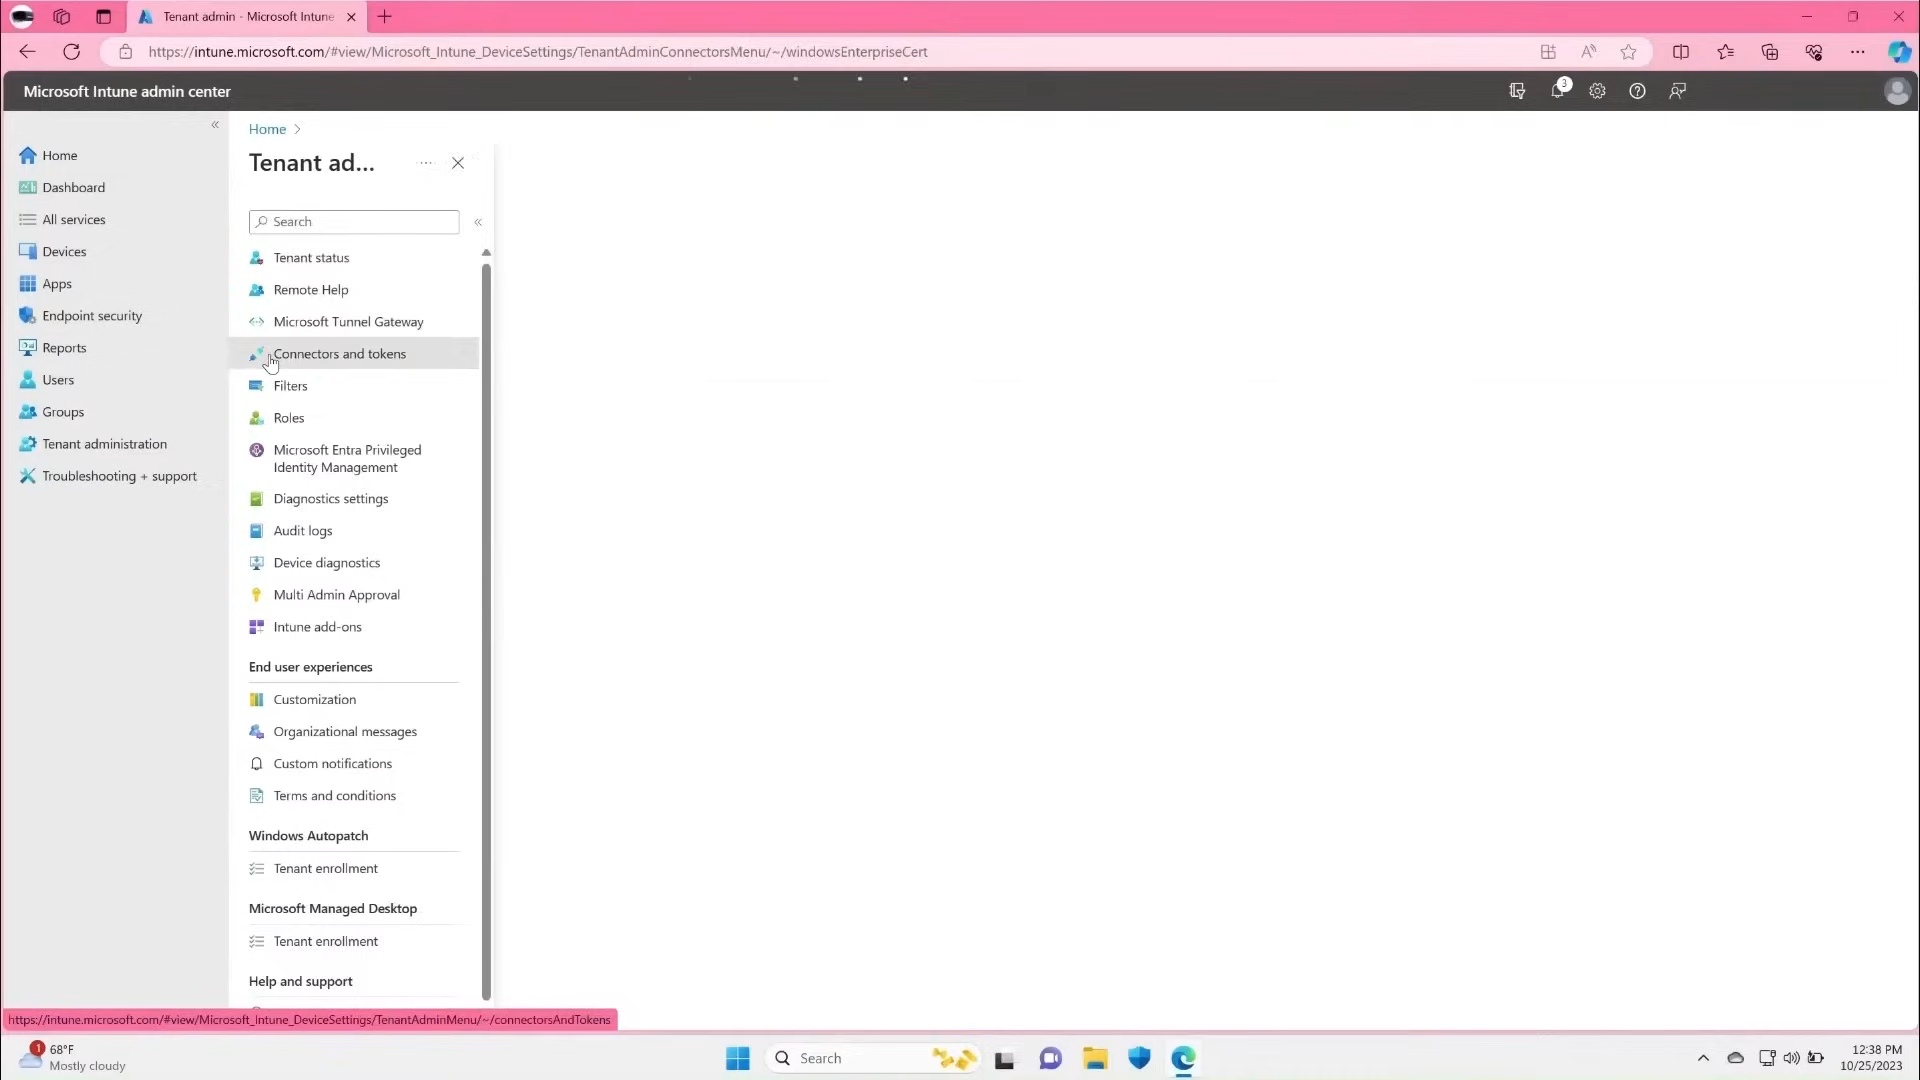 Tenant admin - Microsoft Intune
https://intune.microsoft.com/#view/Microsoft_Intune_DeviceSettings/TenantAdminConnectorsMenu/~/windowsEnterpriseCert
Microsoft Intune admin center
3
Home
Dashboard
All services
Devices
Apps
Endpoint security
Reports
Users
Groups
Tenant administration
Troubleshooting + support
Home
Tenant ad...
Search
Tenant status
Remote Help
Microsoft Tunnel Gateway
Connectors and tokens
Filters
Roles
Microsoft Entra Privileged
Identity Management
Diagnostics settings
Audit logs
Device diagnostics
Multi Admin Approval
Intune add-ons
End user experiences
Customization
Organizational messages
Custom notifications
Terms and conditions
Windows Autopatch
Tenant enrollment
Microsoft Managed Desktop
Tenant enrollment
Help and support
https://intune.microsoft.com/#view/Microsoft_Intune_DeviceSettings/TenantAdminMenu/~/connectorsAndTokens
1
68°F
Mostly cloudy
Search
12:38 PM
10/25/2023